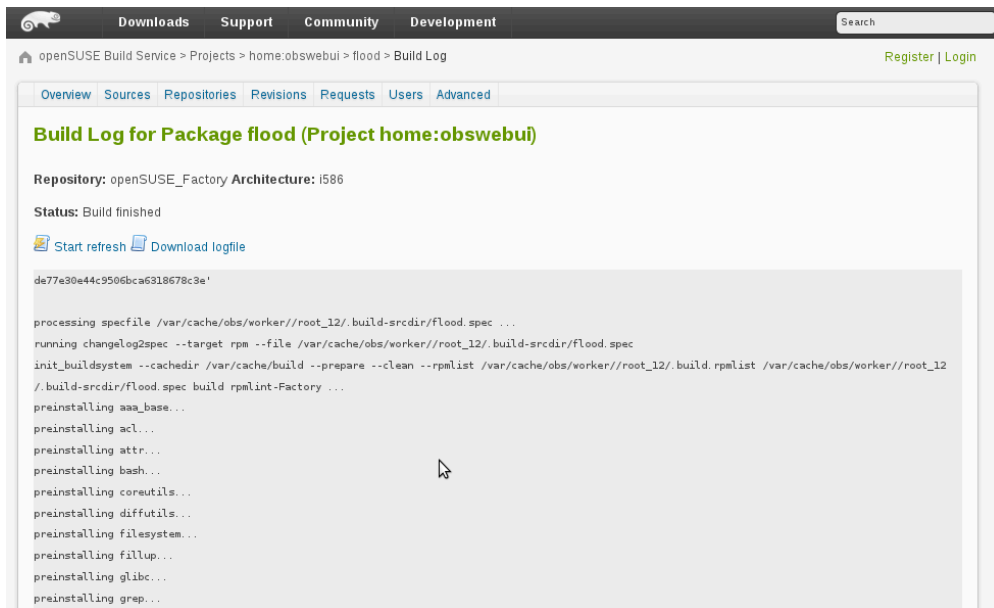 Downloads Support Community Development Search
openSUSE Build Service > Projects > home:obswebui > flood > Build Log Register | Login
Overview Sources Repositories Revisions Requests Users Advanced
Build Log for Package flood (Project home:obswebui)
Repository: openSUSE_Factory Architecture: i586
Status: Build finished
Start refresh Download logfile
de77e30e44c9506bca6318678c3e'
processing specfile /var/cache/obs/worker//root_12/.build-srcdir/flood.spec ...
running changelog2spec --target rpm --file /var/cache/obs/worker//root_12/.build-srcdir/flood.spec
init_buildsystem --cachedir /var/cache/build --prepare --clean --rpmlist /var/cache/obs/worker//root_12/.build.rpmlist /var/cache/obs/worker//root_12
/.build-srcdir/flood.spec build rpmlint-Factory ...
preinstalling aaa_base...
preinstalling acl...
preinstalling attr...
preinstalling bash...
preinstalling coreutils...
preinstalling diffutils...
preinstalling filesystem...
preinstalling fillup...
preinstalling glibc...
preinstalling grep...